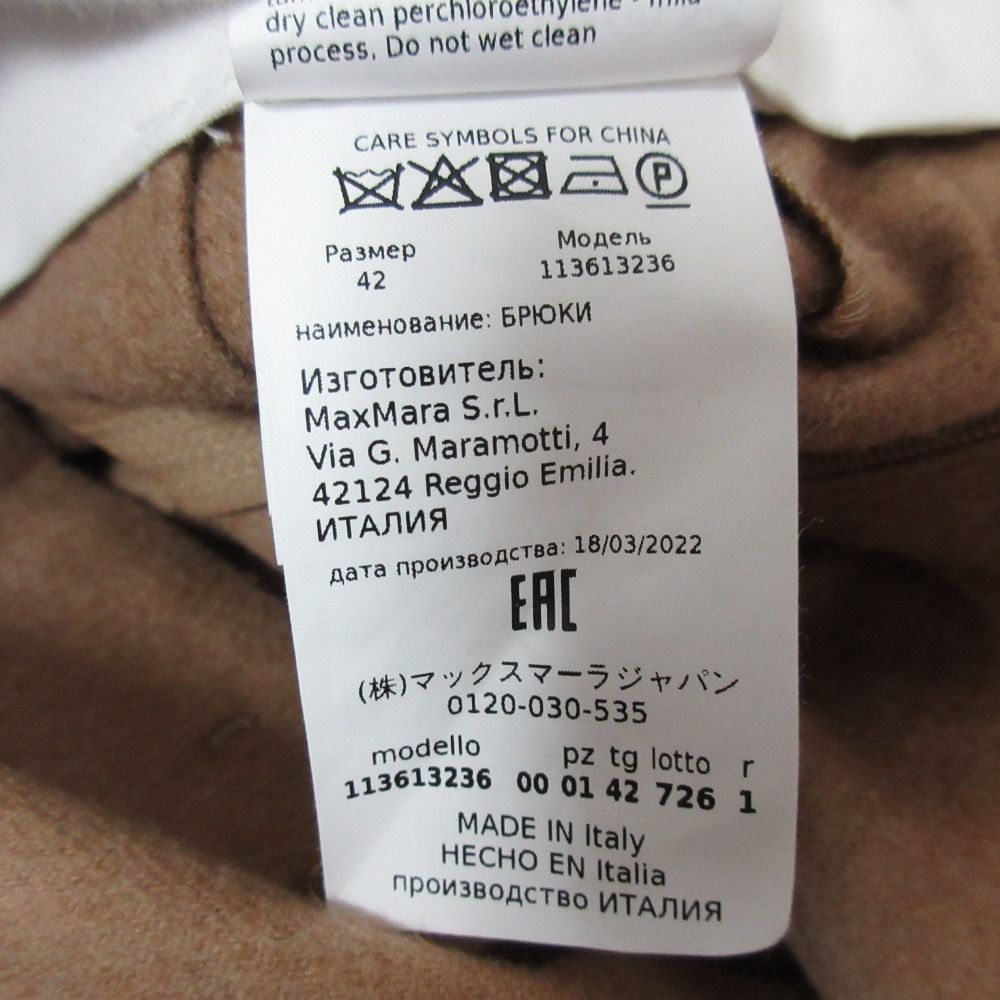 dry clean perchloroethylene - mild
process. Do not wet clean
CARE SYMBOLS FOR CHINA
P
Размер Модель
42 113613236
наименование: БРЮКИ
Изготовитель:
MaxMara S.r.L.
Via G. Maramotti, 4
42124 Reggio Emilia.
ИТАЛИЯ
дата производства: 18/03/2022
EAC
(株)マックスマーラジャパン
0120-030-535
modello pz tg lotto r
113613236 00 01 42 726 1
MADE IN Italy
HECHO EN Italia
производство ИТАЛИЯ